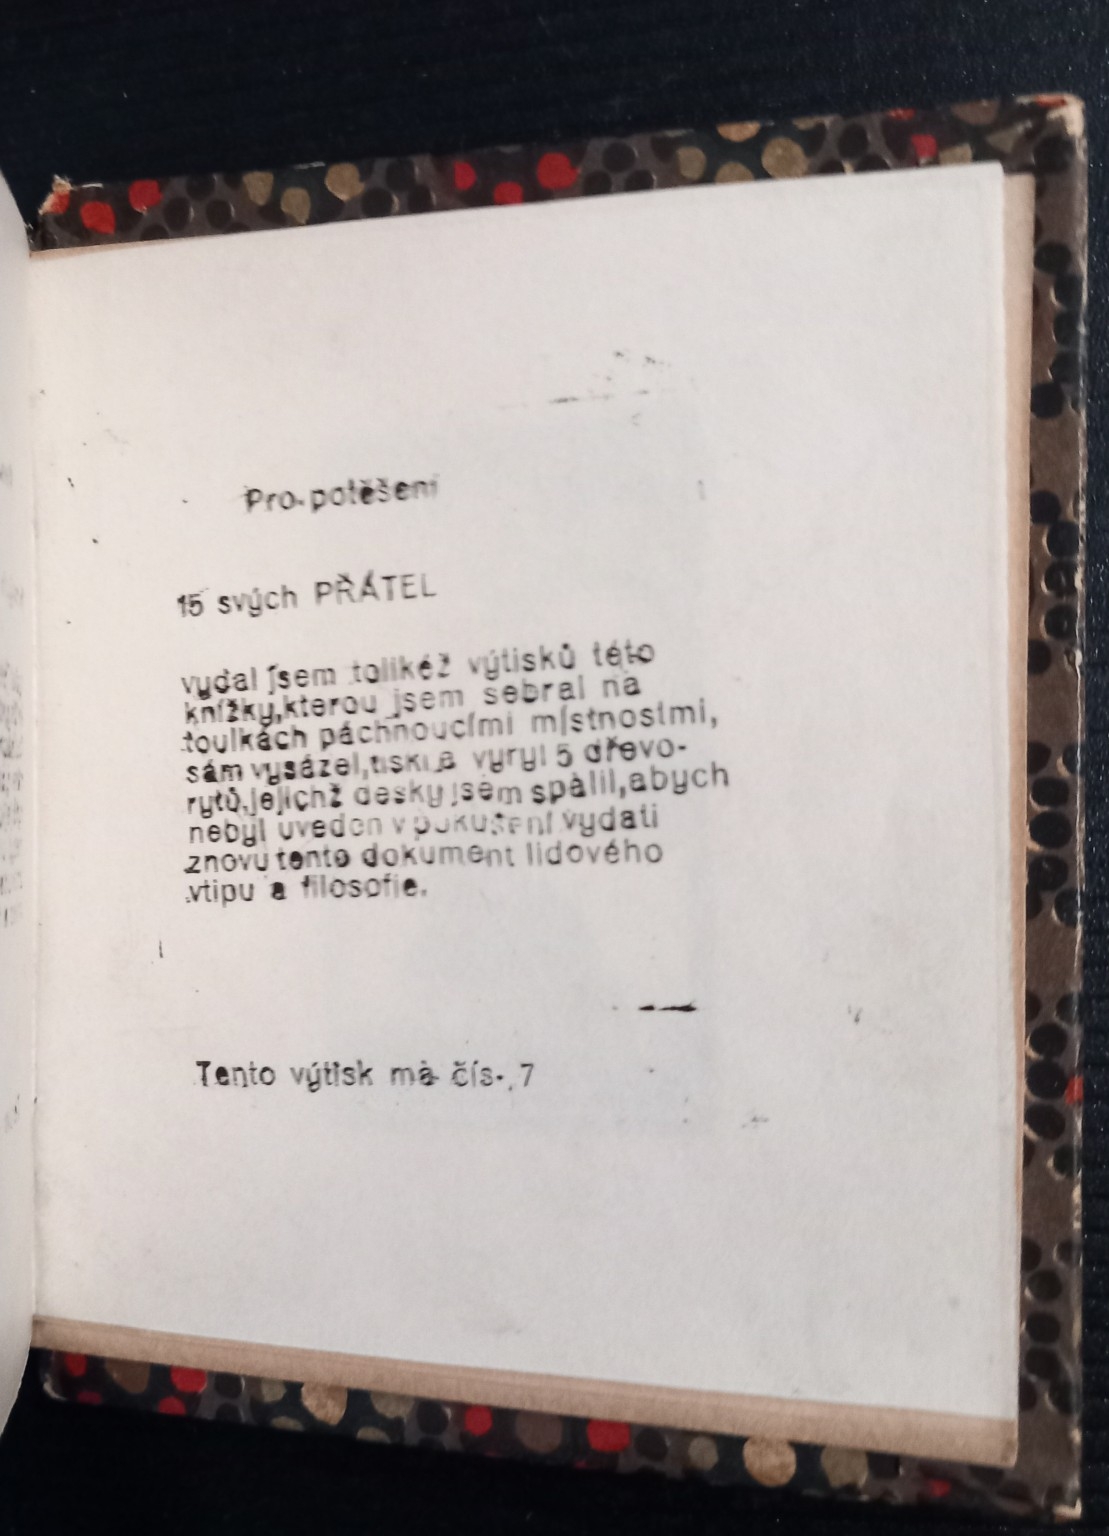 Pro potěšení
15 svých PŘÁTEL
vydal jsem tolikéž výtisků této
knížky,kterou jsem sebral na
toulkách páchnoucími místnostmi,
sám vysázel,tiskl a vyryl 5 dřevo-
rytů,jejichž desky jsem spálil,abych
nebyl uveden v pokušení vydati
znovu tento dokument lidového
vtipu a filosofie.
Tento výtisk má čís. 7